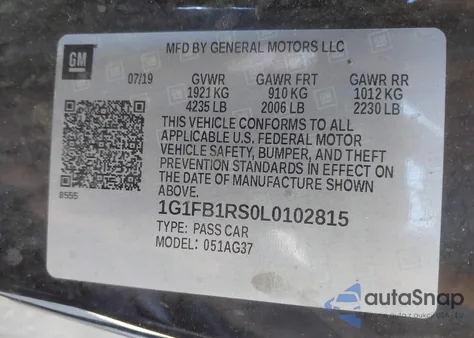 MFD BY GENERAL MOTORS LLC
GM
07/19 GVWR GAWR FRT GAWR RR
1921 KG 910 KG 1012 KG
4235 LB 2006 LB 2230 LB
THIS VEHICLE CONFORMS TO ALL
APPLICABLE U.S. FEDERAL MOTOR
VEHICLE SAFETY, BUMPER, AND THEFT
PREVENTION STANDARDS IN EFFECT ON
THE DATE OF MANUFACTURE SHOWN
ABOVE.
8555
1G1FB1RS0L0102815
TYPE: PASS CAR
MODEL: 051AG37
autoSnap